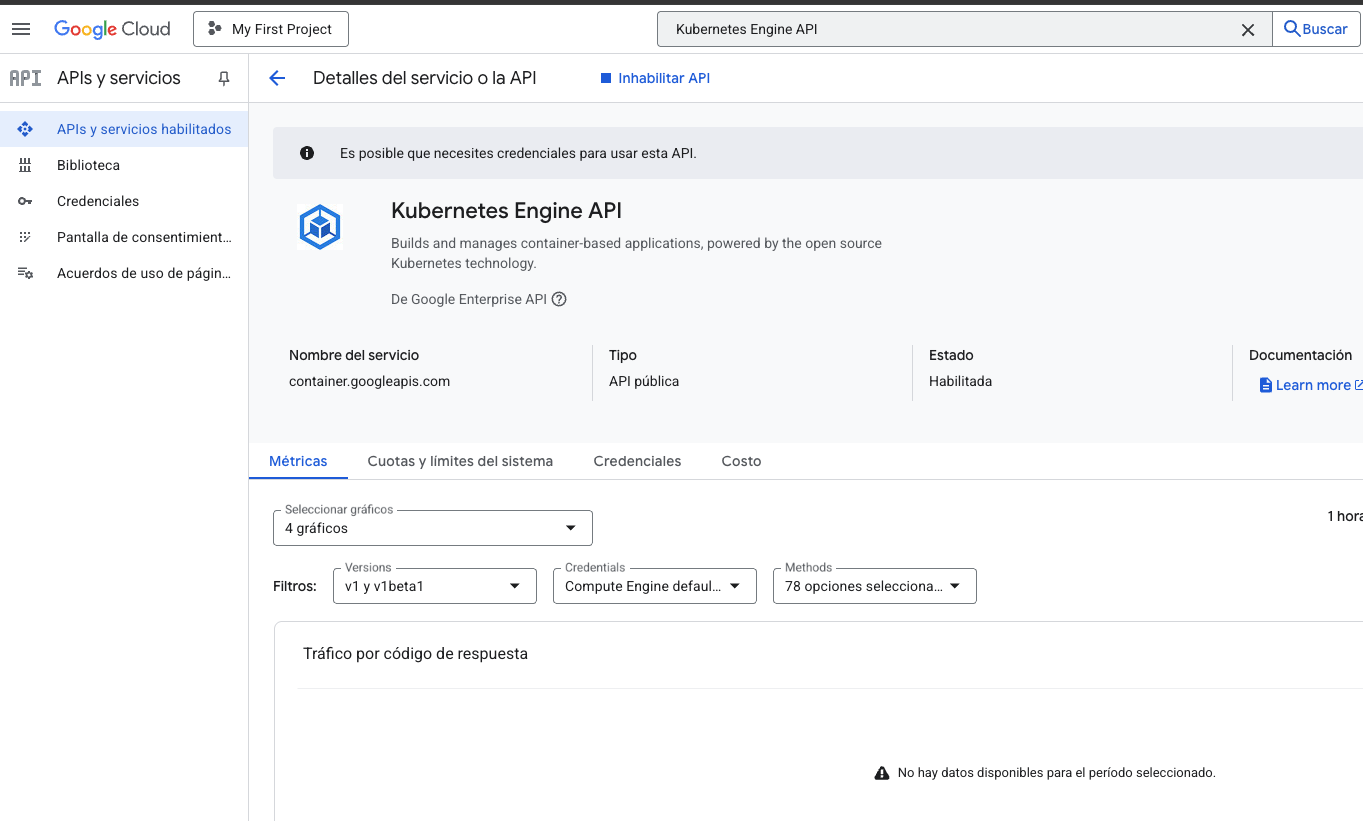 Google Cloud
My First Project
Kubernetes Engine API
Buscar
API
APIs y servicios
Detalles del servicio o la API
Inhabilitar API
APIs y servicios habilitados
Biblioteca
Credenciales
Pantalla de consentimient...
Acuerdos de uso de págin...
Es posible que necesites credenciales para usar esta API.
Kubernetes Engine API
Builds and manages container-based applications, powered by the open source
Kubernetes technology.
De Google Enterprise API
Nombre del servicio
container.googleapis.com
Tipo
API pública
Estado
Habilitada
Documentación
Learn more
Métricas
Cuotas y límites del sistema
Credenciales
Costo
Seleccionar gráficos
4 gráficos
1 hora
Filtros:
Versions
v1 y v1beta1
Credentials
Compute Engine defaul...
Methods
78 opciones selecciona...
Tráfico por código de respuesta
No hay datos disponibles para el período seleccionado.